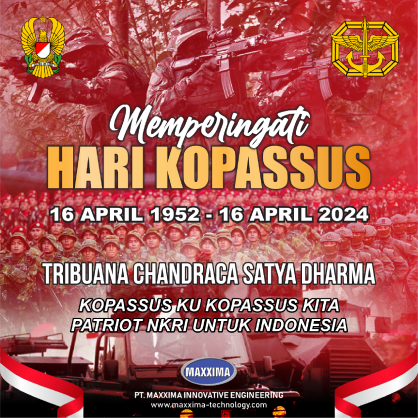 Memperingati
HARI KOPASSUS
16 APRIL 1952 - 16 APRIL 2024
TRIBUANA CHANDRACA SATYA DHARMA
KOPASSUS KU KOPASSUS KITA
PATRIOT NKRI UNTUK INDONESIA
MAXXIMA
PT. MAXXIMA INNOVATIVE ENGINEERING
www.maxxima-technology.com